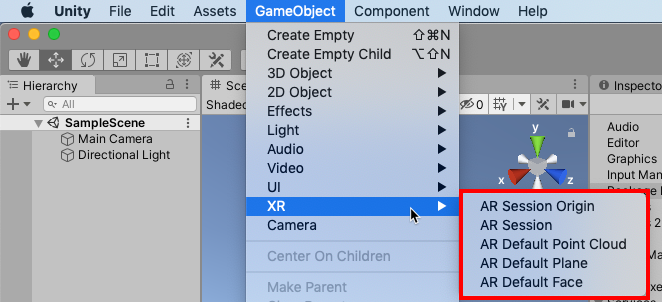 Unity File Edit Assets GameObject Component Window Help
Hierarchy
All
SampleScene
Main Camera
Directional Light
Create Empty ⇧⌘N
Create Empty Child ⌥⇧N
3D Object
2D Object
Effects
Light
Audio
Video
UI
XR
Camera
Center On Children
Make Parent
Shaded
0
y
x
z
AR Session Origin
AR Session
AR Default Point Cloud
AR Default Plane
AR Default Face
Inspecto
Audio
Editor
Graphics
Input Man